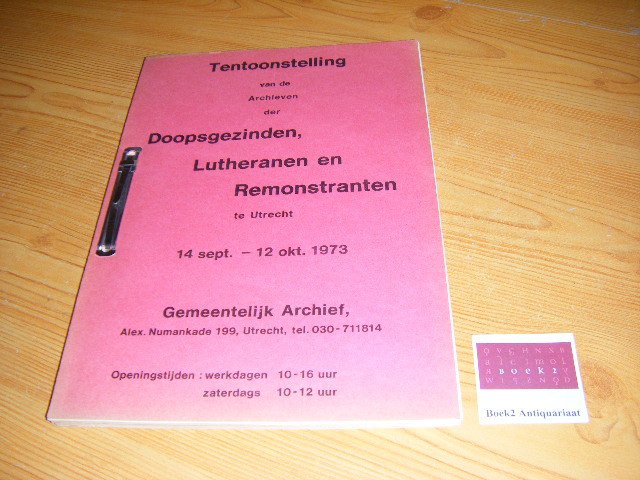 Tentoonstelling
van de
Archieven
der
Doopsgezinden,
Lutheranen en
Remonstranten
te Utrecht
14 sept. – 12 okt. 1973
Gemeentelijk Archief,
Alex. Numankade 199, Utrecht, tel. 030-711814
Openingstijden : werkdagen 10-16 uur
zaterdags 10-12 uur
BOEK2
Boek2 Antiquariaat